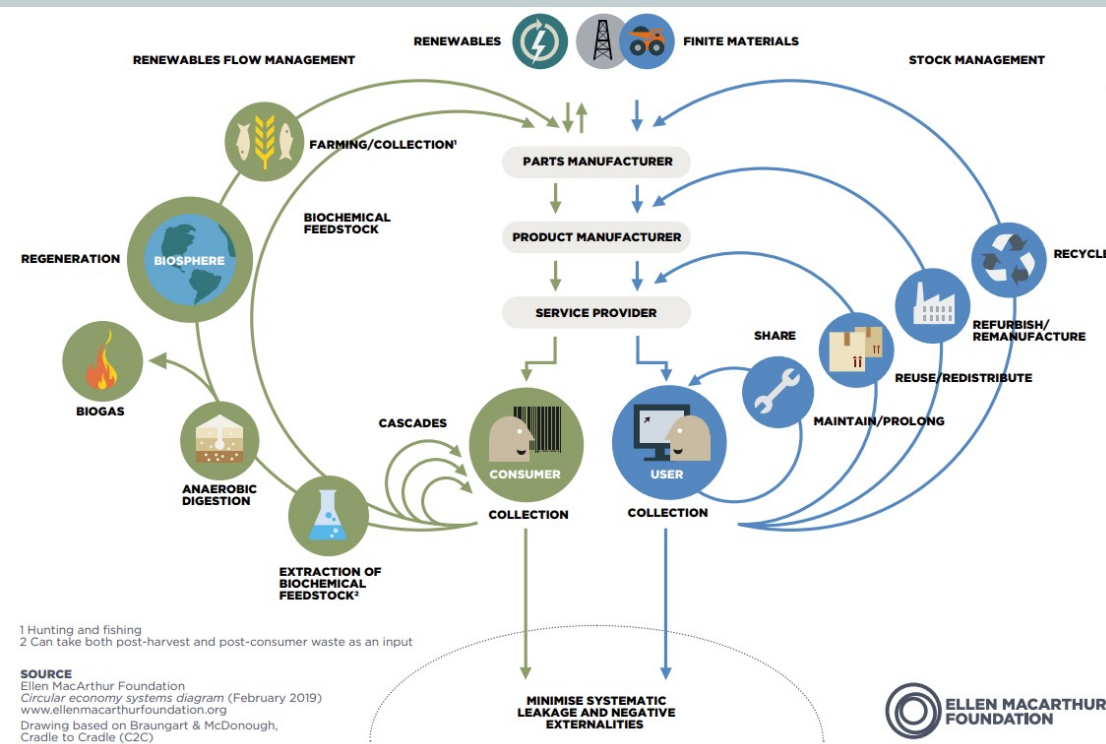 RENEWABLES
FINITE MATERIALS
RENEWABLES FLOW MANAGEMENT
STOCK MANAGEMENT
FARMING/COLLECTION¹
PARTS MANUFACTURER
BIOCHEMICAL
FEEDSTOCK
PRODUCT MANUFACTURER
REGENERATION
BIOSPHERE
RECYCLE
SERVICE PROVIDER
SHARE
REFURBISH/
REMANUFACTURE
REUSE/REDISTRIBUTE
BIOGAS
CASCADES
MAINTAIN/PROLONG
CONSUMER
USER
ANAEROBIC
DIGESTION
COLLECTION
COLLECTION
EXTRACTION OF
BIOCHEMICAL
FEEDSTOCK²
1 Hunting and fishing
2 Can take both post-harvest and post-consumer waste as an input
SOURCE
Ellen MacArthur Foundation
Circular economy systems diagram (February 2019)
www.ellenmacarthurfoundation.org
Drawing based on Braungart & McDonough,
Cradle to Cradle (C2C)
MINIMISE SYSTEMATIC
LEAKAGE AND NEGATIVE
EXTERNALITIES
ELLEN MACARTHUR
FOUNDATION